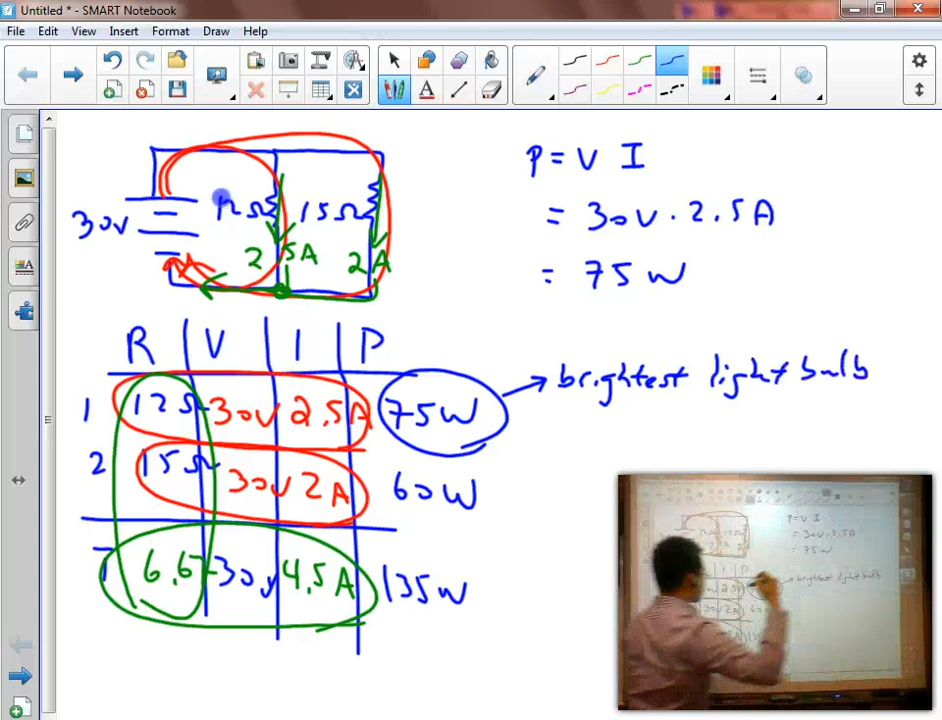 Untitled * - SMART Notebook
File Edit View Insert Format Draw Help
30V
12Ω
15Ω
2.5A
2A
P = V I
= 30V · 2.5A
= 75W
R V I P
1 12Ω 30V 2.5A 75W → brightest light bulb
2 15Ω 30V 2A 60W
T 6.67 30V 4.5A 135W